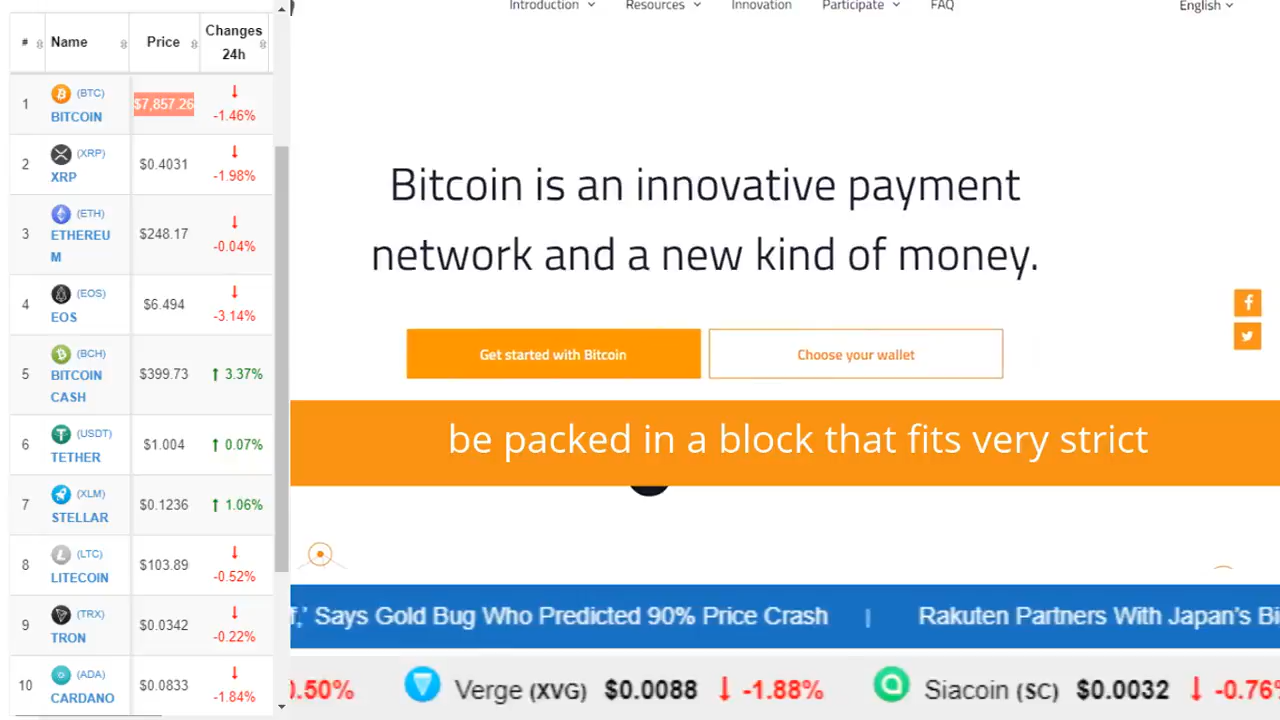 Introduction Resources Innovation Participate FAQ English
# Name Price Changes
24h
1 (BTC)
BITCOIN $7,857.26 -1.46%
2 (XRP)
XRP $0.4031 -1.98%
3 (ETH)
ETHEREU
M $248.17 -0.04%
4 (EOS)
EOS $6.494 -3.14%
5 (BCH)
BITCOIN
CASH $399.73 3.37%
6 (USDT)
TETHER $1.004 0.07%
7 (XLM)
STELLAR $0.1236 1.06%
8 (LTC)
LITECOIN $103.89 -0.52%
9 (TRX)
TRON $0.0342 -0.22%
10 (ADA)
CARDANO $0.0833 -1.84%
Bitcoin is an innovative payment
network and a new kind of money.
Get started with Bitcoin Choose your wallet
be packed in a block that fits very strict
f,' Says Gold Bug Who Predicted 90% Price Crash | Rakuten Partners With Japan's Bi
0.50% Verge (XVG) $0.0088 -1.88% Siacoin (SC) $0.0032 -0.76%